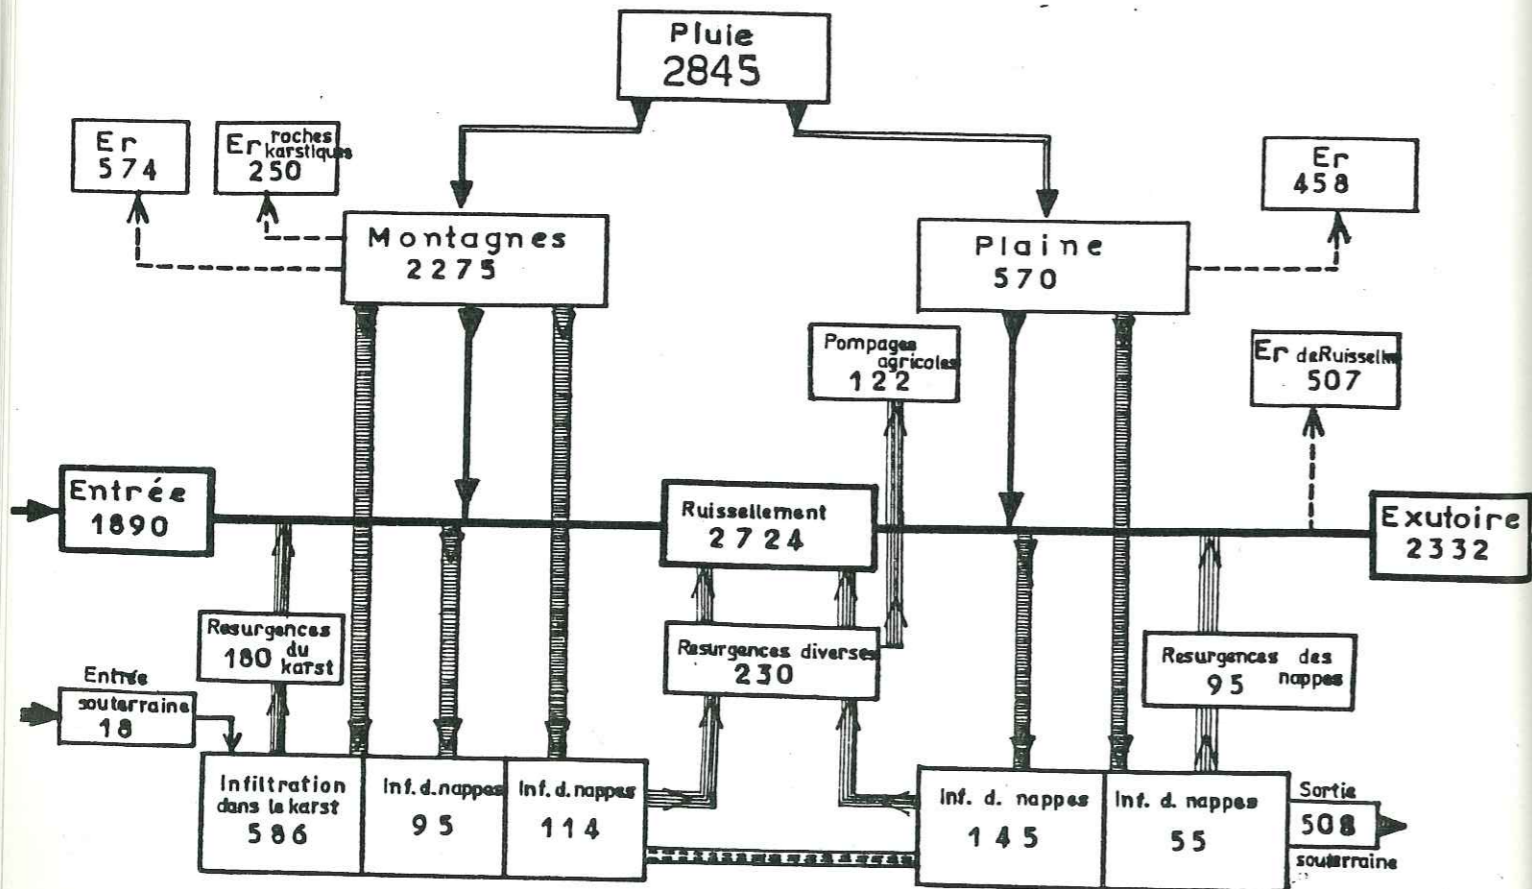 Pluie
2845
Er
574
Er roches
karstiques
250
Er
458
Montagnes
2275
Plaine
570
Pompages
agricoles
122
Er de Ruisselle
507
Entrée
1890
Ruissellement
2724
Exutoire
2332
Resurgences
du
180 karst
Resurgences diverses
230
Resurgences des
95 nappes
Entrée
souterraine
18
Infiltration
dans le karst
586
Inf. d. nappes
95
Inf. d. nappes
114
Inf. d. nappes
145
Inf. d. nappes
55
Sortie
508
souterraine